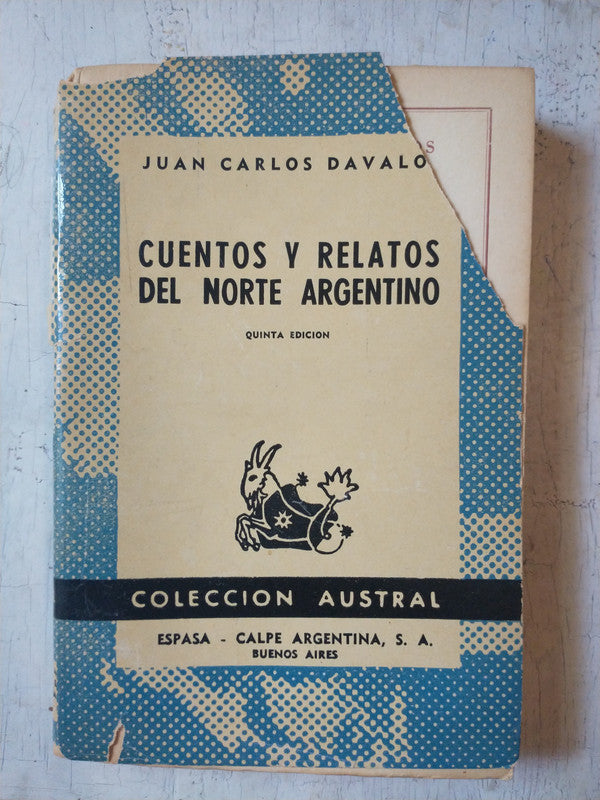 JUAN CARLOS DAVALO
CUENTOS Y RELATOS
DEL NORTE ARGENTINO
QUINTA EDICION
COLECCION AUSTRAL
ESPASA - CALPE ARGENTINA, S. A.
BUENOS AIRES